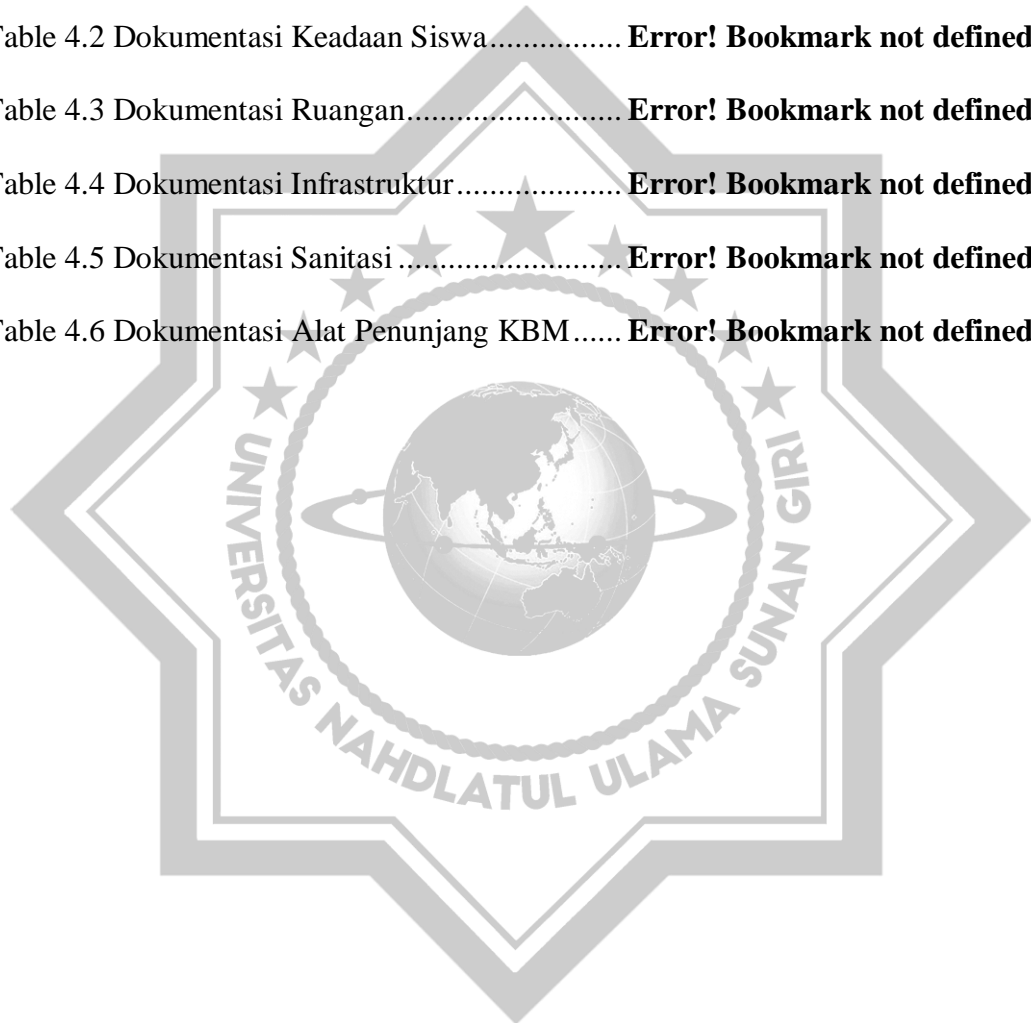 Table 4.2 Dokumentasi Keadaan Siswa................ Error! Bookmark not defined
Table 4.3 Dokumentasi Ruangan.......................... Error! Bookmark not defined
Table 4.4 Dokumentasi Infrastruktur.................... Error! Bookmark not defined
Table 4.5 Dokumentasi Sanitasi........................... Error! Bookmark not defined
Table 4.6 Dokumentasi Alat Penunjang KBM...... Error! Bookmark not defined
UNIVERSITAS NAHDLATUL ULAMA SUNAN GIRI